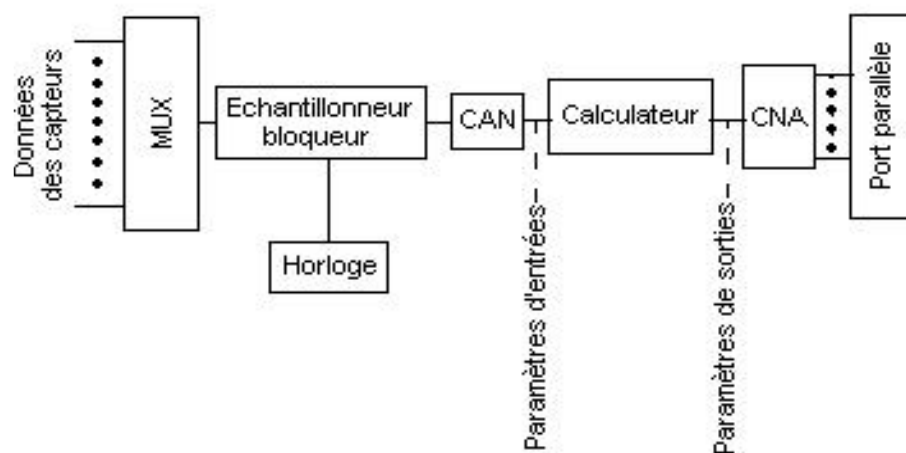 Données
des capteurs
MUX
Echantillonneur
bloqueur
Horloge
CAN
Paramètres d'entrées
Calculateur
Paramètres de sorties
CNA
Port parallèle